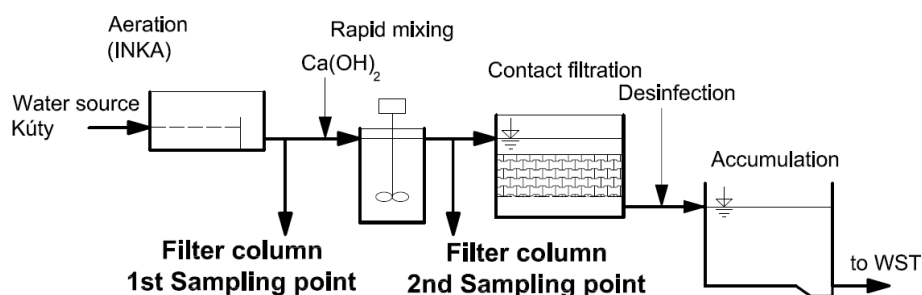 Aeration
(INKA)
Rapid mixing
Ca(OH)2
Contact filtration
Desinfection
Water source
Kúty
Accumulation
Filter column
1st Sampling point
Filter column
2nd Sampling point
to WST